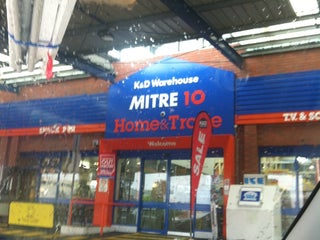 K&D Warehouse
MITRE 10
Home&Trade
Welcome
T.V. & SO
SALE